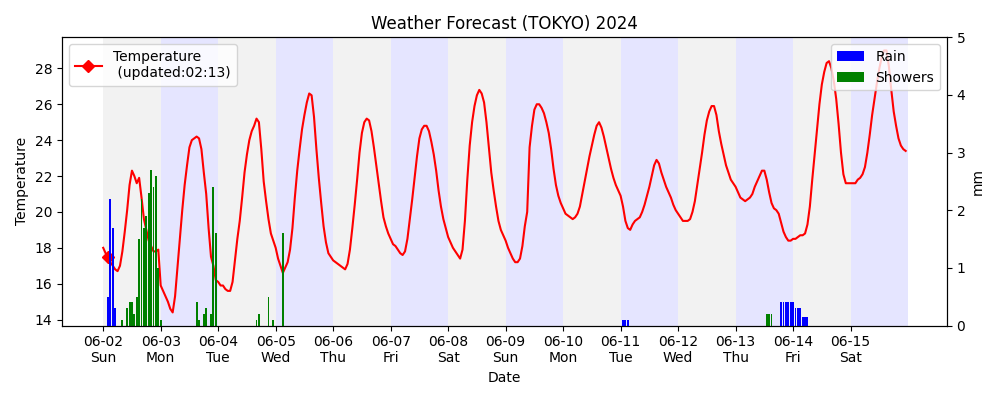 Weather Forecast (TOKYO) 2024
Temperature
(updated:02:13)
Rain
Showers
Temperature
28
26
24
22
20
18
16
14
5
4
3
2
1
0
mm
06-02 06-03 06-04 06-05 06-06 06-07 06-08 06-09 06-10 06-11 06-12 06-13 06-14 06-15
Sun Mon Tue Wed Thu Fri Sat Sun Mon Tue Wed Thu Fri Sat
Date